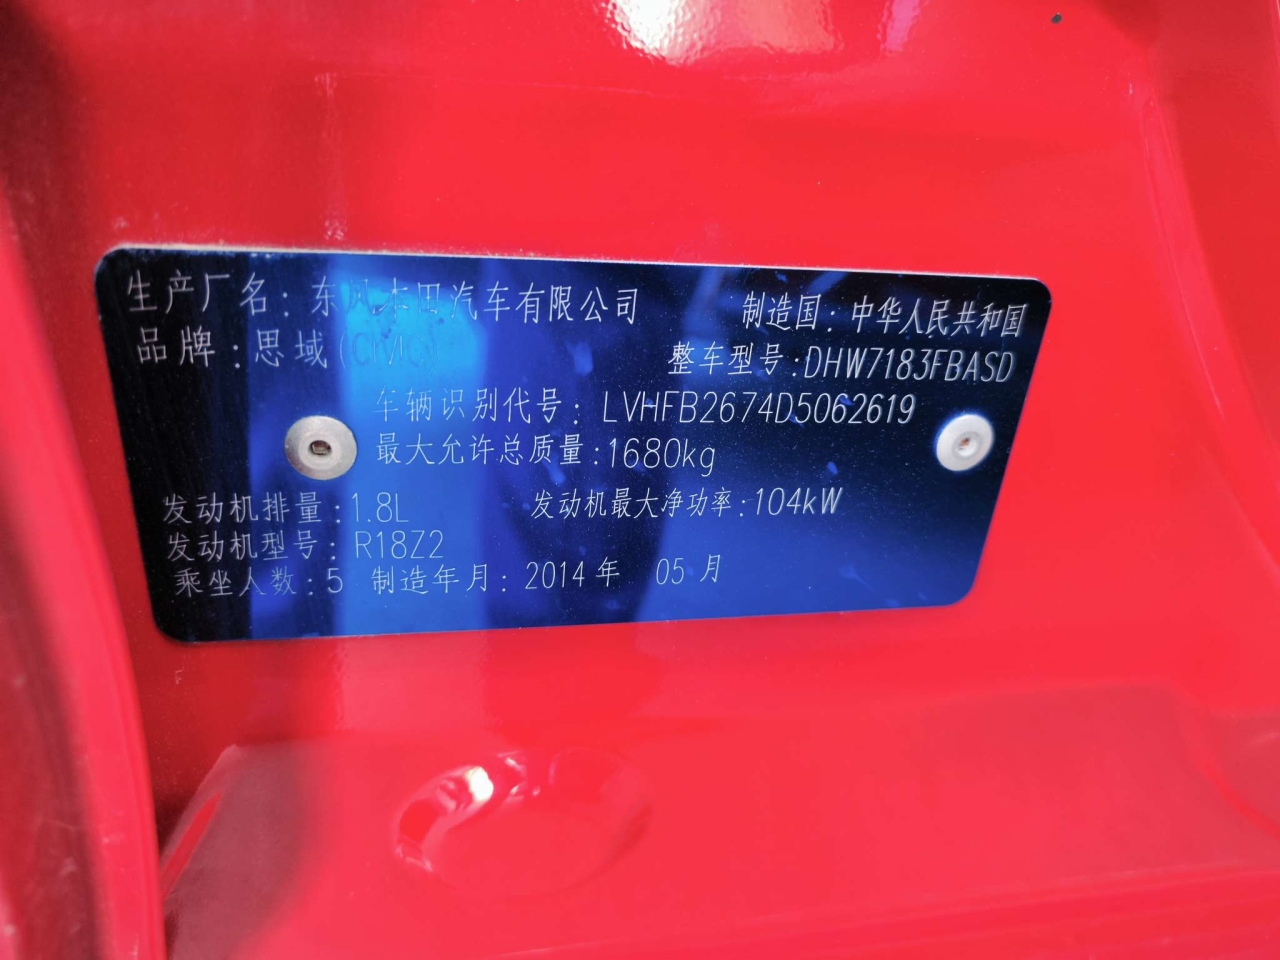 生产厂名：东风本田汽车有限公司 制造国：中华人民共和国
品牌：思域(CIVIC) 整车型号：DHW7183FBASD
车辆识别代号：LVHFB2674D5062619
最大允许总质量：1680kg
发动机排量：1.8L 发动机最大净功率：104kW
发动机型号：R18Z2
乘坐人数：5 制造年月：2014年 05月